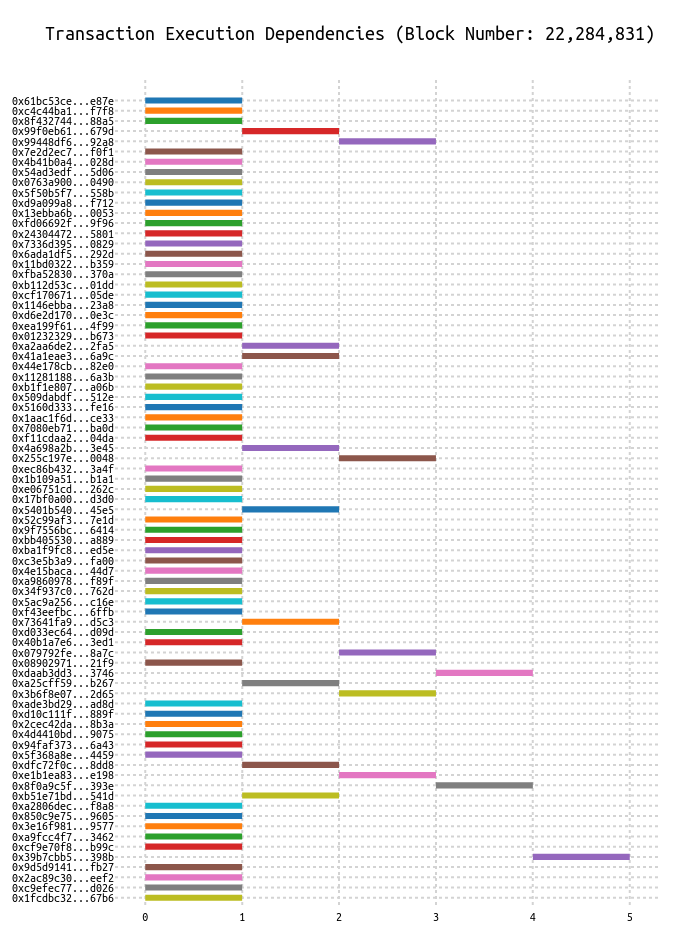 Transaction Execution Dependencies (Block Number: 22,284,831)
0x61bc53ce...e87e
0xc4c44ba1...f7f8
0x8f432744...88a5
0x99f0eb61...679d
0x99448df6...92a8
0x7e2d2ec7...f0f1
0x4b41b0a4...028d
0x54ad3edf...5d06
0x0763a900...0490
0x5f50b5f7...558b
0xd9a099a8...f712
0x13ebba6b...0053
0xfd06692f...9f96
0x24304472...5801
0x7336d395...0829
0x6ada1df5...292d
0x11bd0322...b359
0xfba52830...370a
0xb112d53c...01dd
0xcf170671...05de
0x1146ebba...23a8
0xd6e2d170...0e3c
0xea199f61...4f99
0x01232329...b673
0xa2aa6de2...2fa5
0x41a1eae3...6a9c
0x44e178cb...82e0
0x11281188...6a3b
0xb1f1e807...a06b
0x509dabdf...512e
0x5160d333...fe16
0x1aac1f6d...ce33
0x7080eb71...ba0d
0xf11cdaa2...04da
0x4a698a2b...3e45
0x255c197e...0048
0xec86b432...3a4f
0x1b109a51...b1a1
0xe06751cd...262c
0x17bf0a00...d3d0
0x5401b540...45e5
0x52c99af3...7e1d
0x9f7556bc...6414
0xbb405530...a889
0xba1f9fc8...ed5e
0xc3e5b3a9...fa00
0x4e15baca...44d7
0xa9860978...f89f
0x34f937c0...762d
0x5ac9a256...c16e
0xf43eefbc...6ffb
0x73641fa9...d5c3
0xd033ec64...d09d
0x40b1a7e6...3ed1
0x079792fe...8a7c
0x08902971...21f9
0xdaab3dd3...3746
0xa25cff59...b267
0x3b6f8e07...2d65
0xade3bd29...ad8d
0xd10c111f...889f
0x2cec42da...8b3a
0x4d4410bd...9075
0x94faf373...6a43
0x5f368a8e...4459
0xdfc72f0c...8dd8
0xe1b1ea83...e198
0x8f0a9c5f...393e
0xb51e71bd...541d
0xa2806dec...f8a8
0x850c9e75...9605
0x3e16f981...9577
0xa9fcc4f7...3462
0xcf9e70f8...b99c
0x39b7cbb5...398b
0x9d5d9141...fb27
0x2ac89c30...eef2
0xc9efec77...d026
0x1fcdbc32...67b6
0 1 2 3 4 5